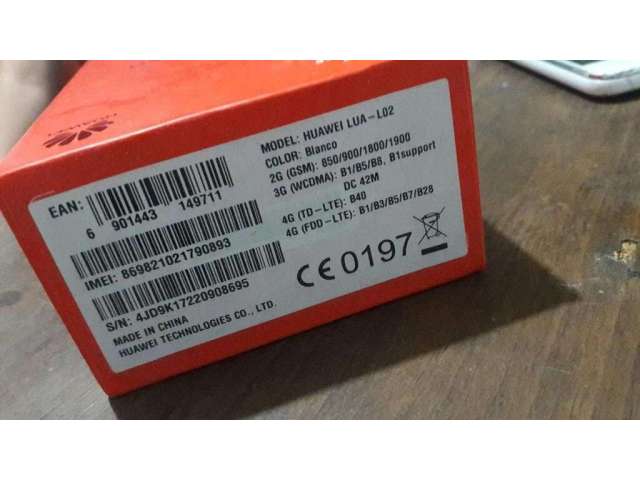 HUAWEI
EAN:
6 901443 149711
IMEI: 869821021790893
S/N: 4JD9K17220908695
MADE IN CHINA
HUAWEI TECHNOLOGIES CO., LTD.
MODEL: HUAWEI LUA-L02
COLOR: Blanco
2G (GSM): 850/900/1800/1900
3G (WCDMA): B1/B5/B8, B1support
DC 42M
4G (TD-LTE): B40
4G (FDD-LTE): B1/B3/B5/B7/B28
CE0197